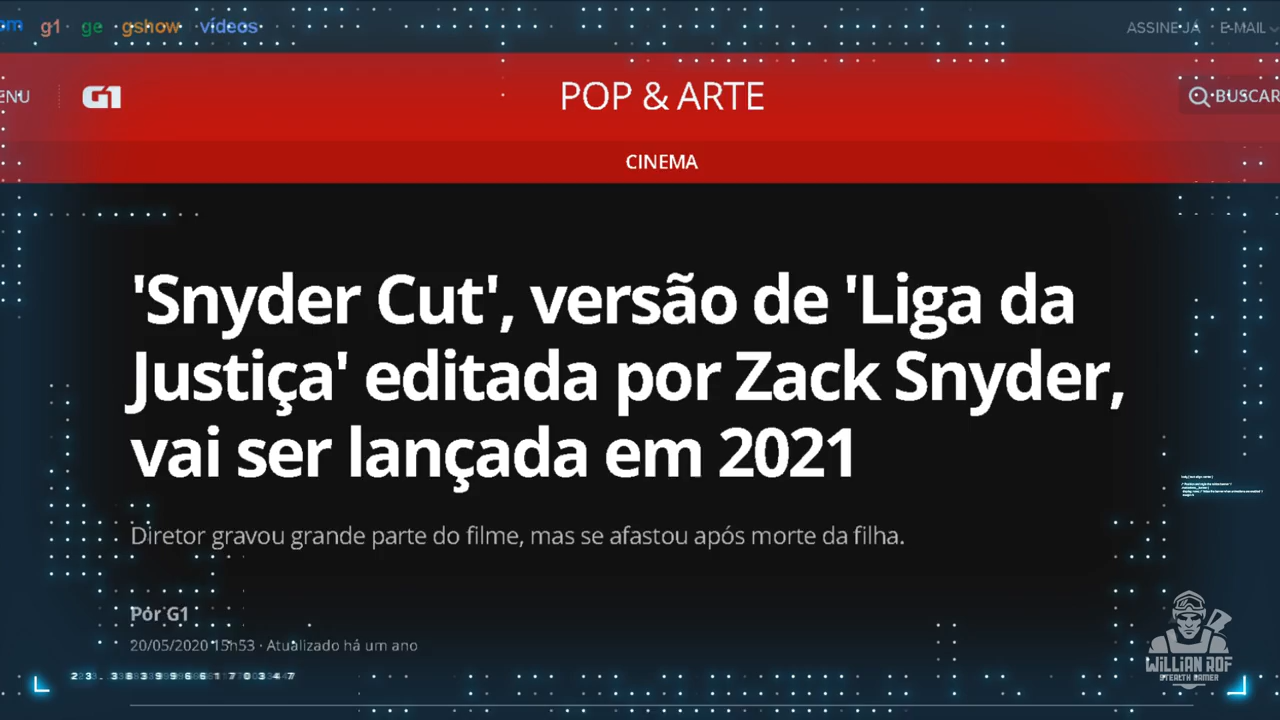 om g1 ge gshow vídeos ASSINE JÁ E-MAIL
ENU G1 POP & ARTE BUSCAR
CINEMA
'Snyder Cut', versão de 'Liga da
Justiça' editada por Zack Snyder,
vai ser lançada em 2021
Diretor gravou grande parte do filme, mas se afastou após morte da filha.
Por G1
20/05/2020 15h53 · Atualizado há um ano
WILLIAN ROF
STEALTH GAMER